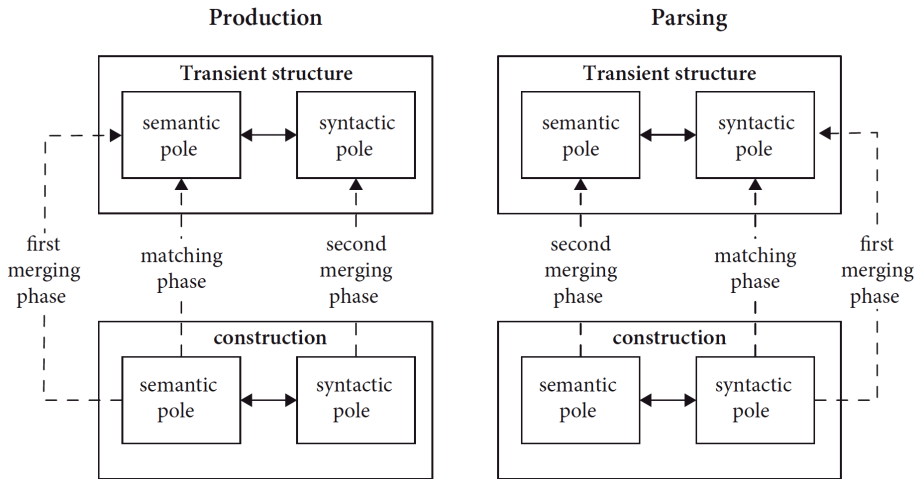 Production
Transient structure
semantic
pole
syntactic
pole
first
merging
phase
matching
phase
second
merging
phase
construction
semantic
pole
syntactic
pole
Parsing
Transient structure
semantic
pole
syntactic
pole
second
merging
phase
matching
phase
first
merging
phase
construction
semantic
pole
syntactic
pole